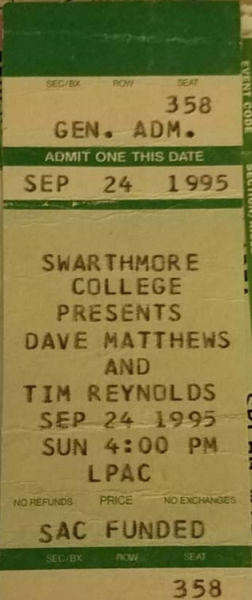 SEC/BX ROW SEAT
358
GEN. ADM.
ADMIT ONE THIS DATE
SEP 24 1995
SWARTHMORE
COLLEGE
PRESENTS
DAVE MATTHEWS
AND
TIM REYNOLDS
SEP 24 1995
SUN 4:00 PM
LPAC
NO REFUNDS PRICE NO EXCHANGES
SAC FUNDED
SEC/BX ROW SEAT
358
EVENT CODE